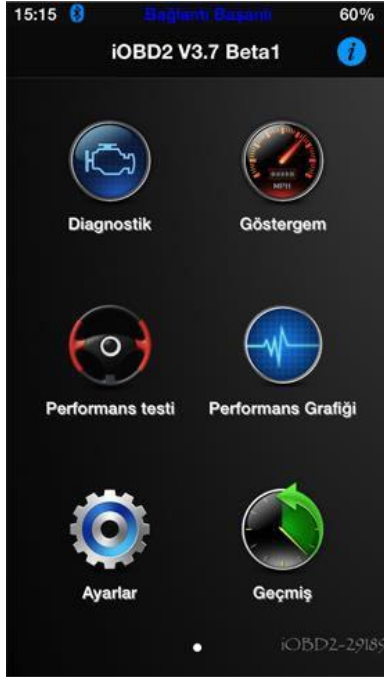 15:15 Bağlantı Başarılı 60%
iOBD2 V3.7 Beta1
MPH
Diagnostik Göstergem
Performans testi Performans Grafiği
Ayarlar Geçmiş
iOBD2-29189